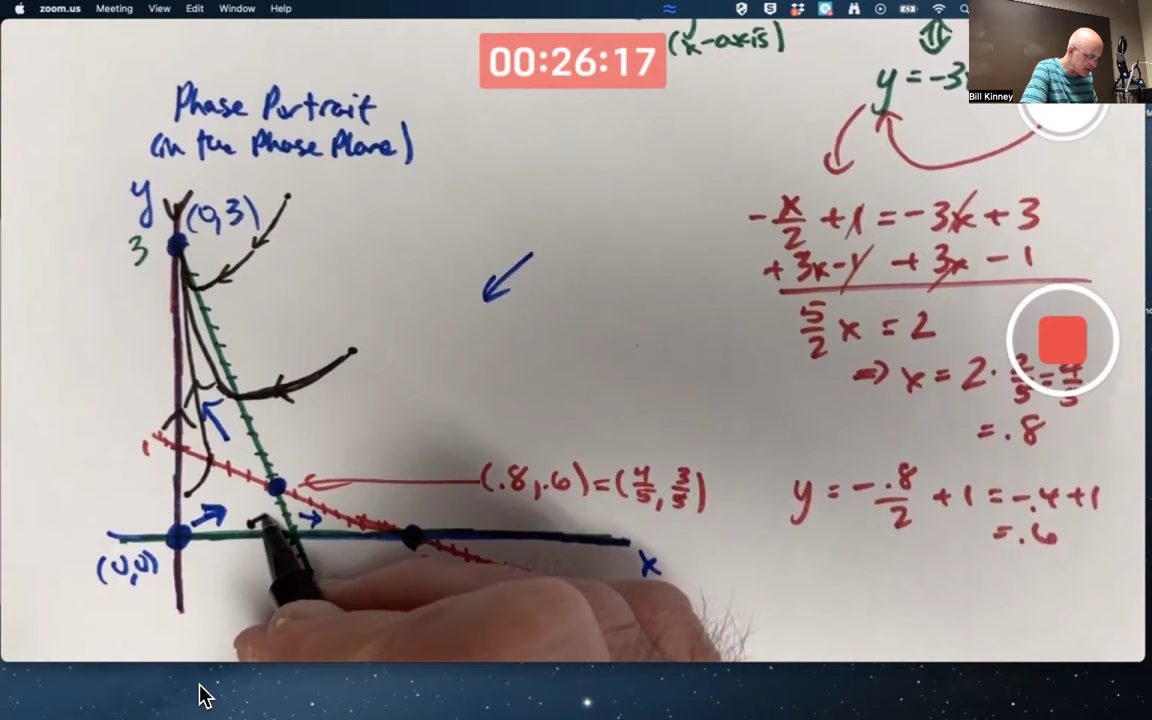 zoom.us Meeting View Edit Window Help
00:26:17
(x-axis)
Bill Kinney
y = -3
Phase Portrait
(in the Phase Plane)
y
(0,3)
3
1
(0,0)
x
(.8,.6)=(4/5, 3/5)
-x/2 + 1 = -3x + 3
+ 3x - 1 + 3x - 1
5/2 x = 2
⇒ x = 2 · 2/5 = 4/5
= .8
y = -.8/2 + 1 = -.4+1
= .6